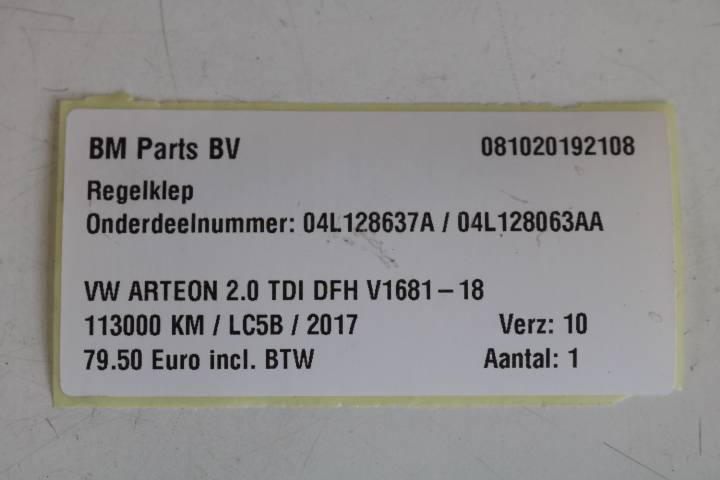 BM Parts BV 081020192108
Regelklep
Onderdeelnummer: 04L128637A / 04L128063AA
VW ARTEON 2.0 TDI DFH V1681-18
113000 KM / LC5B / 2017 Verz: 10
79.50 Euro incl. BTW Aantal: 1